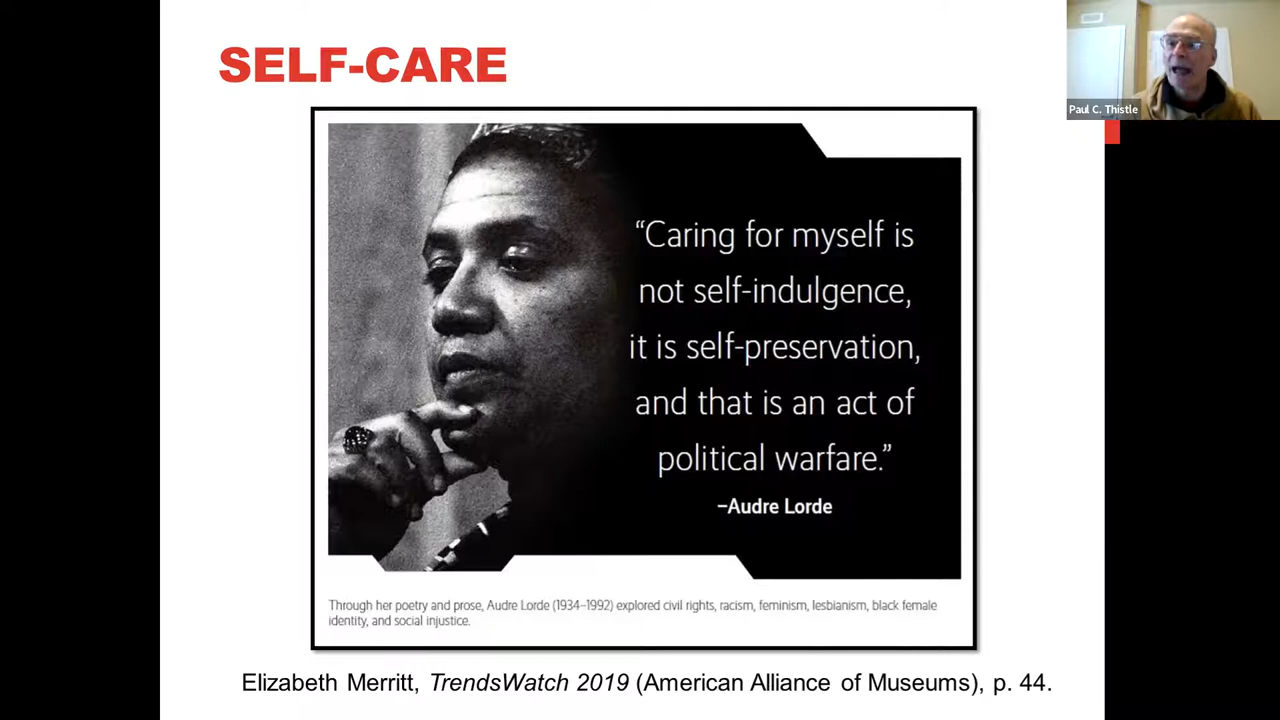 SELF-CARE
Paul C. Thistle
“Caring for myself is
not self-indulgence,
it is self-preservation,
and that is an act of
political warfare.”
–Audre Lorde
Through her poetry and prose, Audre Lorde (1934–1992) explored civil rights, racism, feminism, lesbianism, black female
identity, and social injustice.
Elizabeth Merritt, TrendsWatch 2019 (American Alliance of Museums), p. 44.